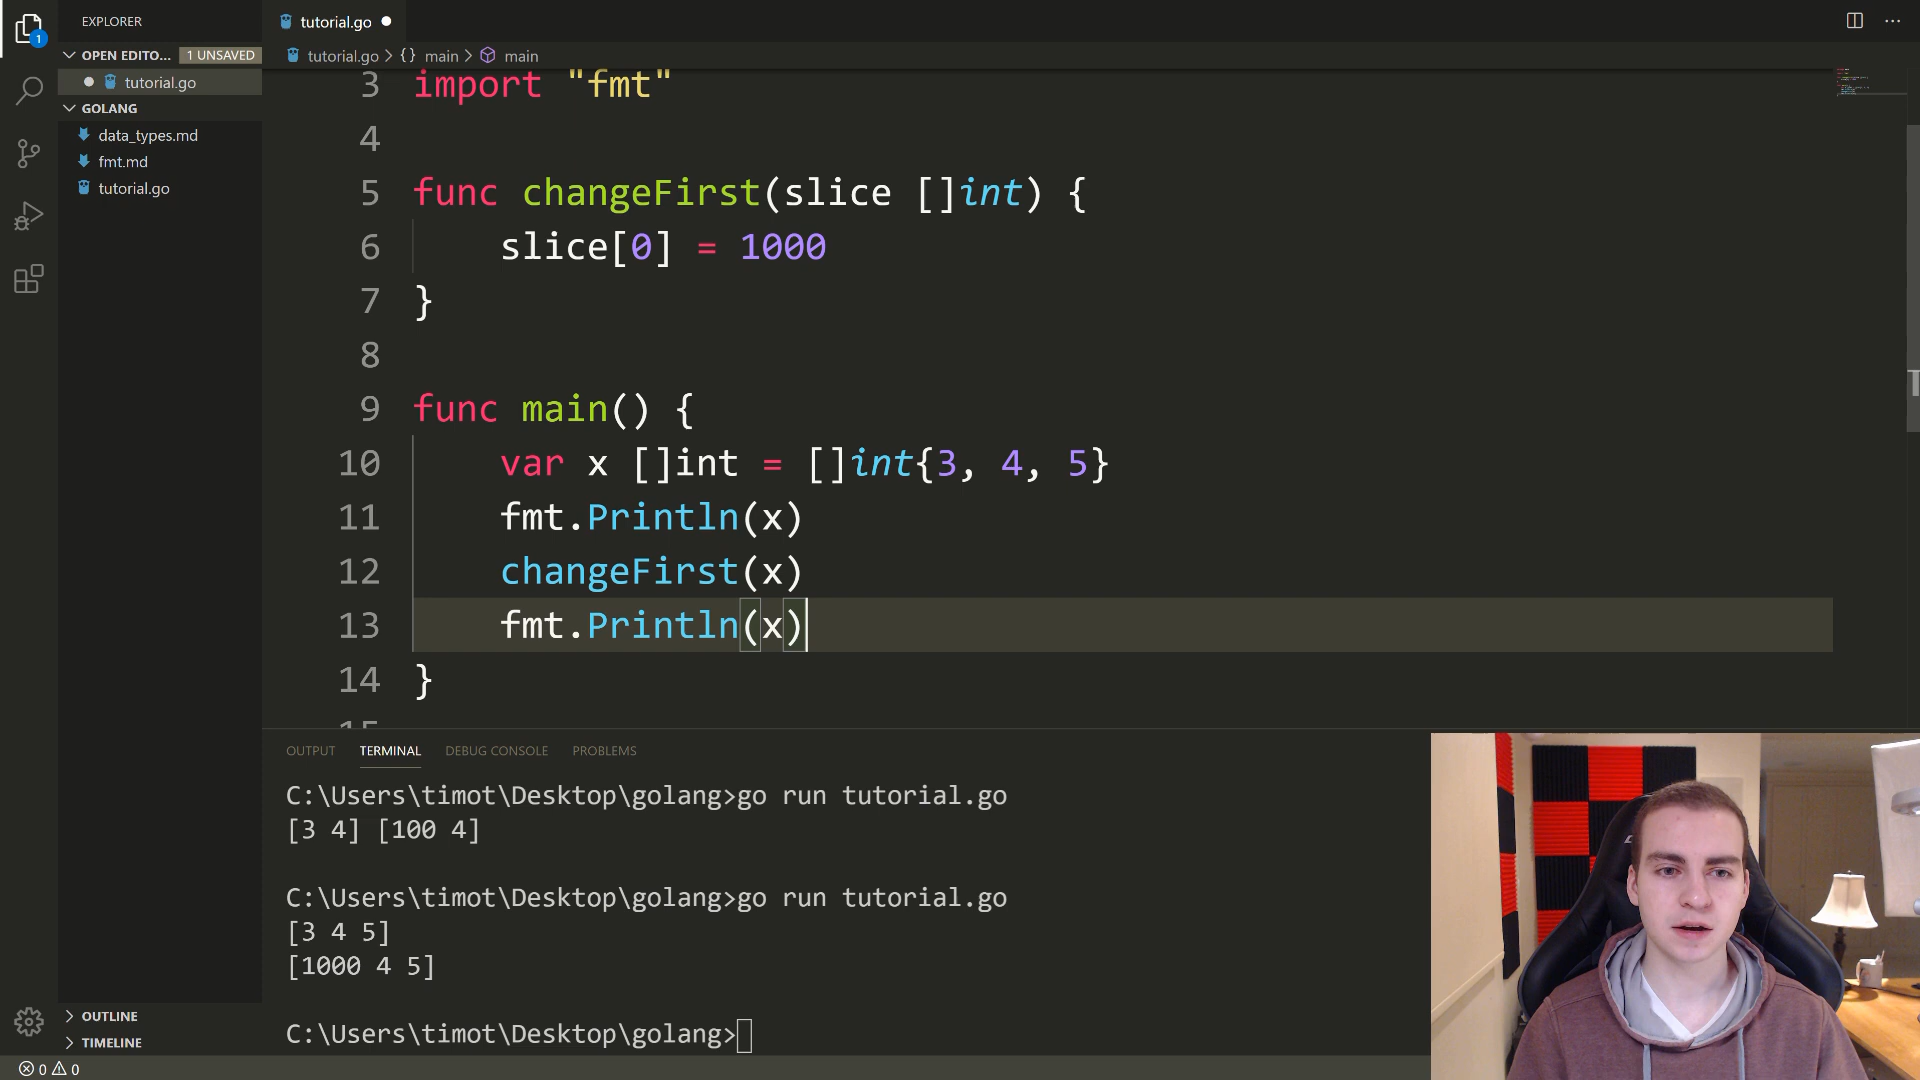 EXPLORER
OPEN EDITO... 1 UNSAVED
tutorial.go
GOLANG
data_types.md
fmt.md
tutorial.go
OUTLINE
TIMELINE
0 0
1
tutorial.go
tutorial.go > {} main > main
3 import "fmt"
4
5 func changeFirst(slice []int) {
6 slice[0] = 1000
7 }
8
9 func main() {
10 var x []int = []int{3, 4, 5}
11 fmt.Println(x)
12 changeFirst(x)
13 fmt.Println(x)
14 }
15
OUTPUT TERMINAL DEBUG CONSOLE PROBLEMS
C:\Users\timot\Desktop\golang>go run tutorial.go
[3 4] [100 4]
C:\Users\timot\Desktop\golang>go run tutorial.go
[3 4 5]
[1000 4 5]
C:\Users\timot\Desktop\golang>